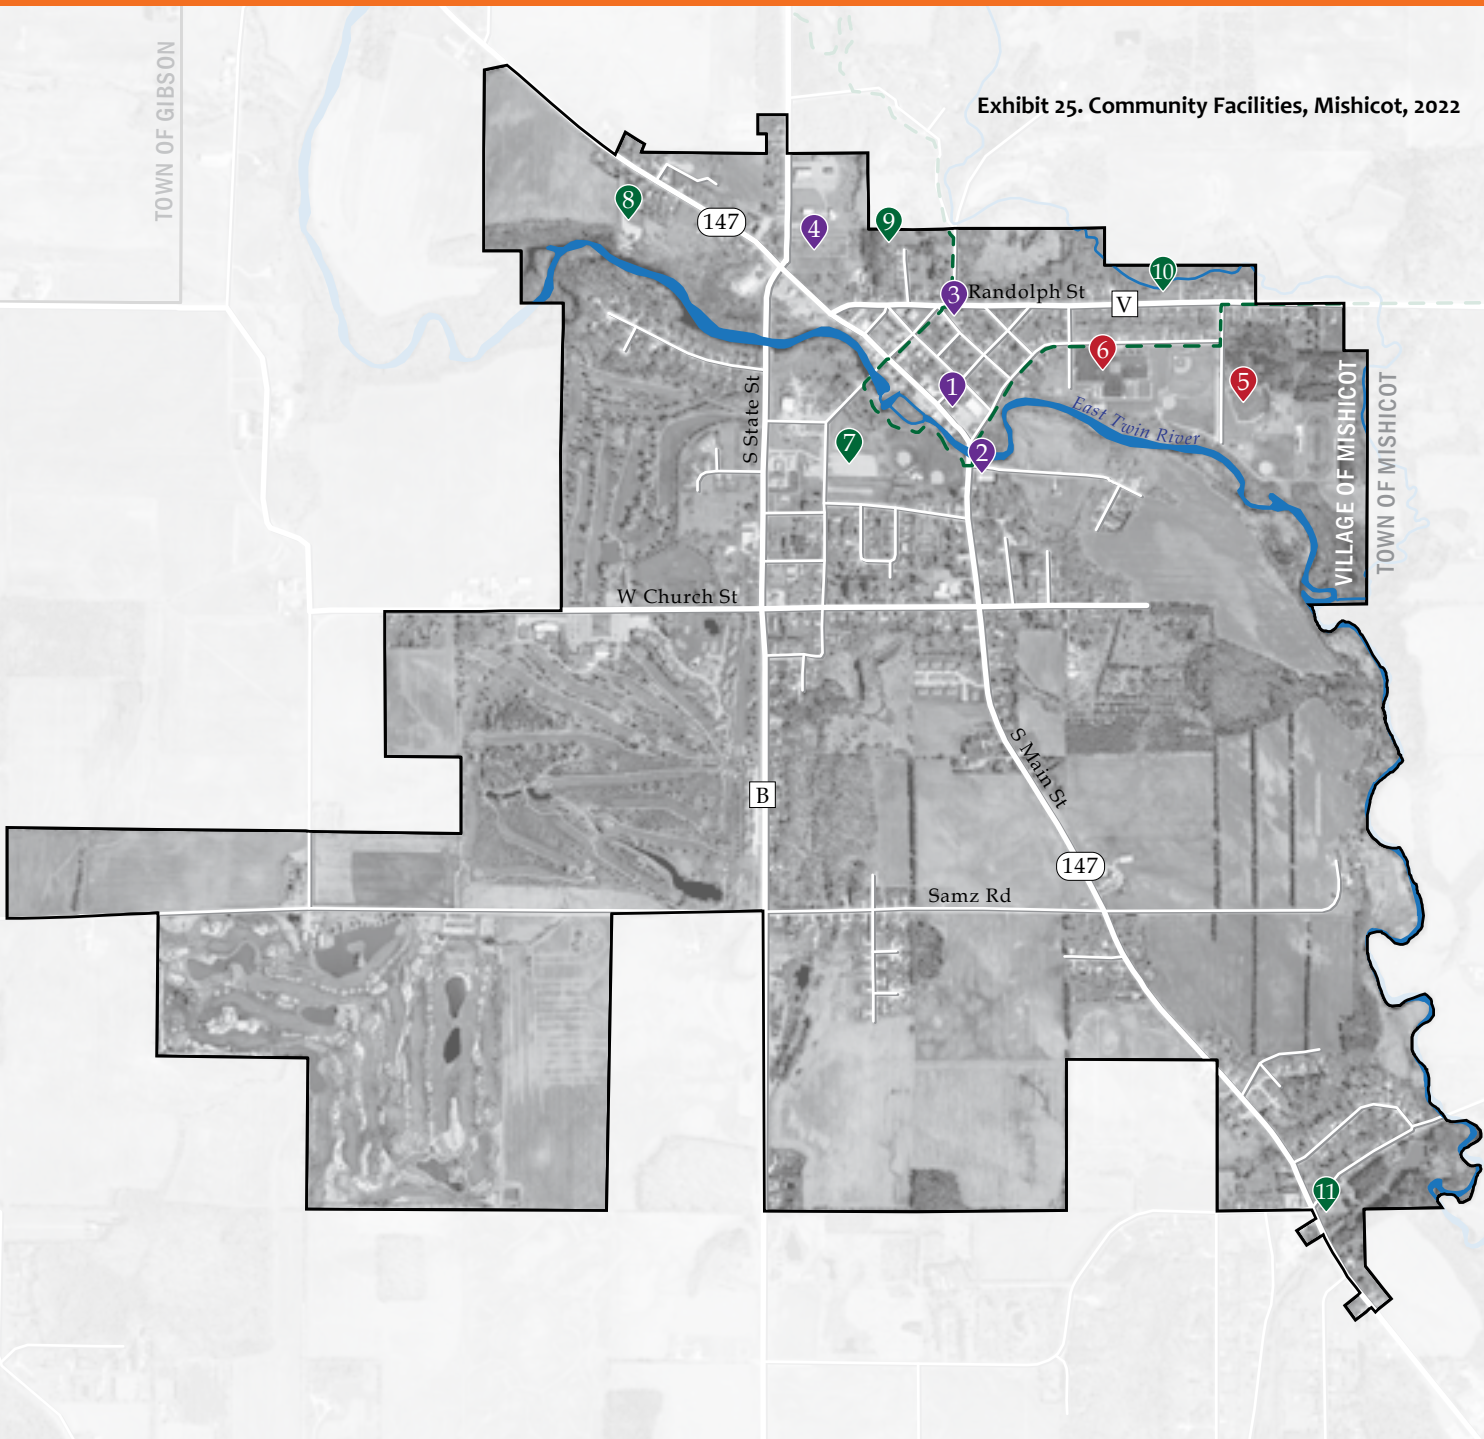 TOWN OF GIBSON
Exhibit 25. Community Facilities, Mishicot, 2022
8
147
4
9
10
3
Randolph St
V
6
5
1
S State St
East Twin River
7
2
VILLAGE OF MISHICOT
TOWN OF MISHICOT
W Church St
S Main St
B
147
Samz Rd
11